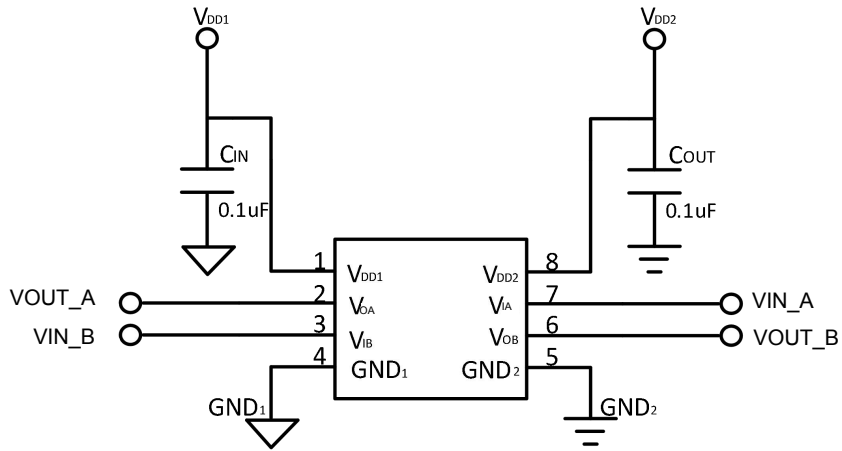 VDD1
VDD2
CIN
0.1uF
COUT
0.1uF
1
VDD1
VDD2
8
VOUT_A
2
VOA
VIA
7
VIN_A
VIN_B
3
VIB
VOB
6
VOUT_B
4
GND1
GND2
5
GND1
GND2